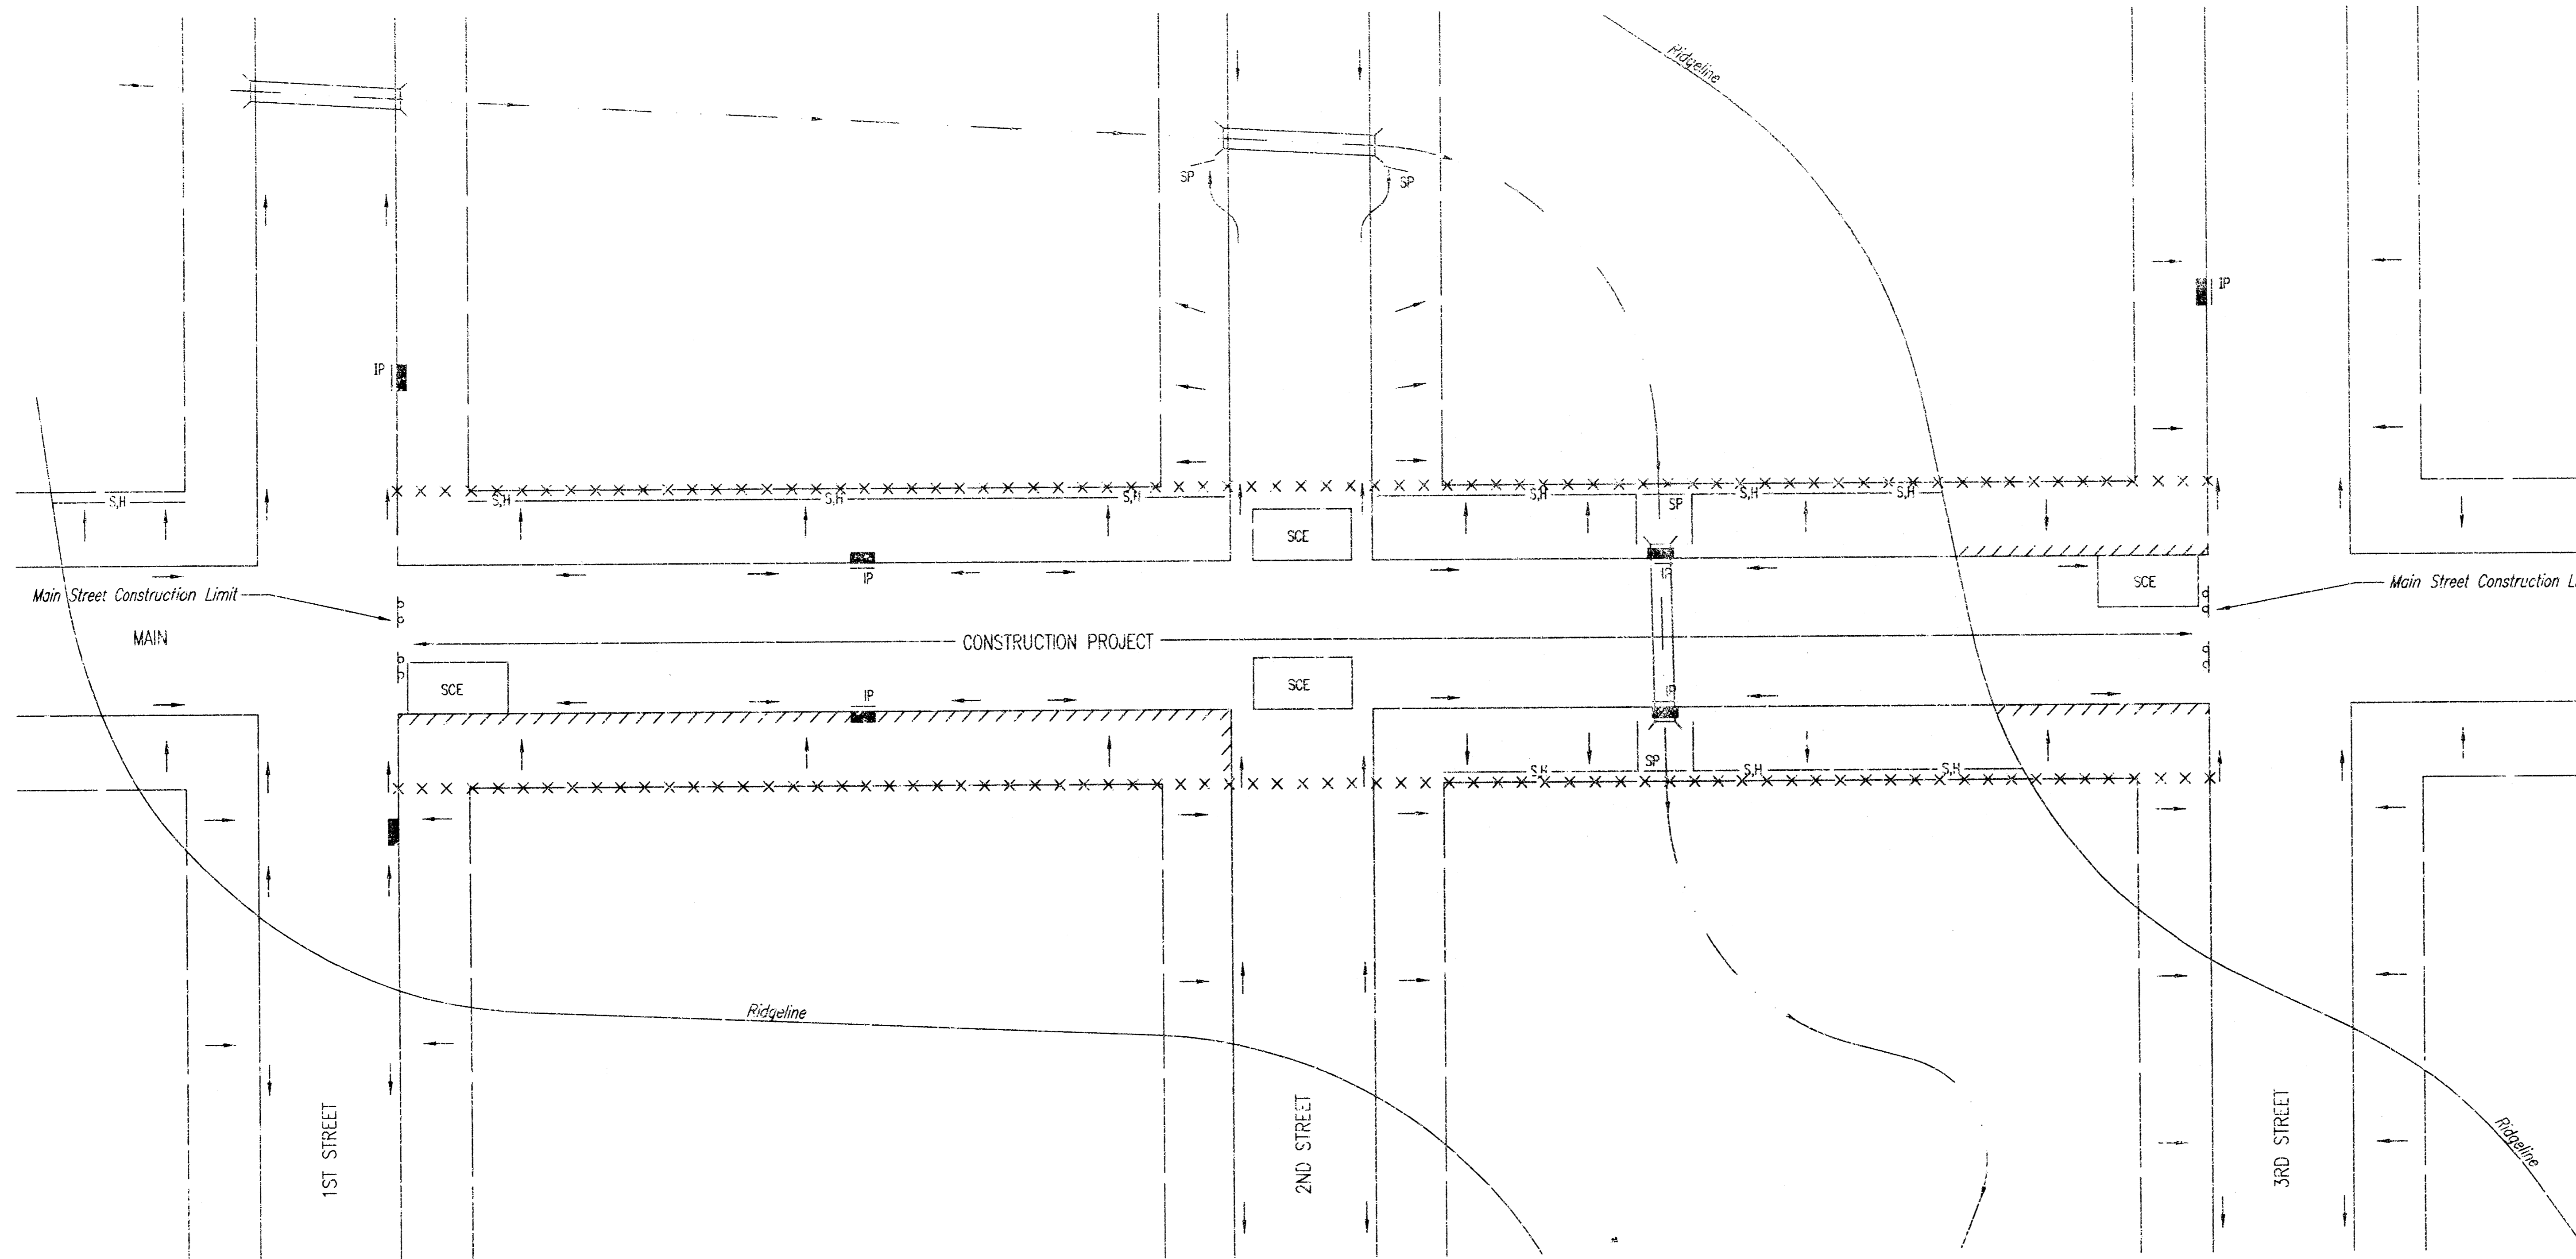 Ridgeline
SP
SP
IP
IP
S,H
S,H
S,H
S,H
S,H
S,H
S,H
SP
SCE
IP
IP
SCE
Main Street Construction Limit
Main Street Construction L
MAIN
CONSTRUCTION PROJECT
SCE
SCE
IP
IP
S,H
SP
S,H
S,H
Ridgeline
1ST STREET
2ND STREET
3RD STREET
Ridgeline